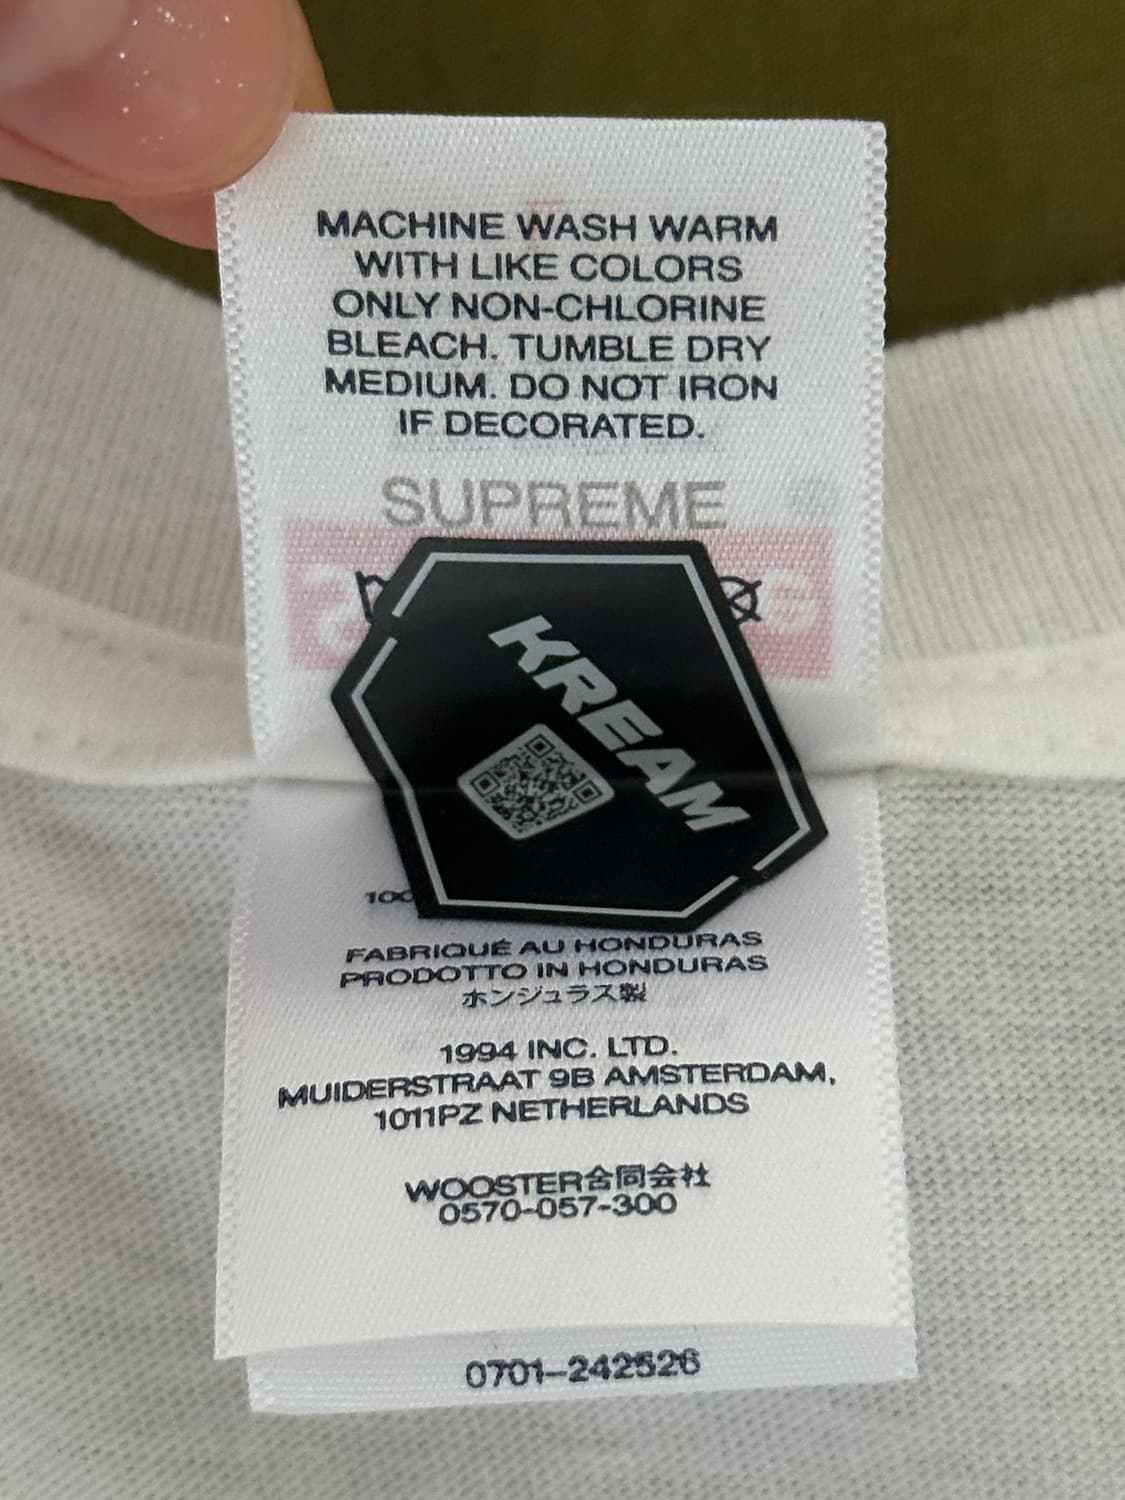 MACHINE WASH WARM
WITH LIKE COLORS
ONLY NON-CHLORINE
BLEACH. TUMBLE DRY
MEDIUM. DO NOT IRON
IF DECORATED.
SUPREME
KREAM
100
FABRIQUÉ AU HONDURAS
PRODOTTO IN HONDURAS
ホンジュラス製
1994 INC. LTD.
MUIDERSTRAAT 9B AMSTERDAM,
1011PZ NETHERLANDS
WOOSTER合同会社
0570-057-300
0701-242526